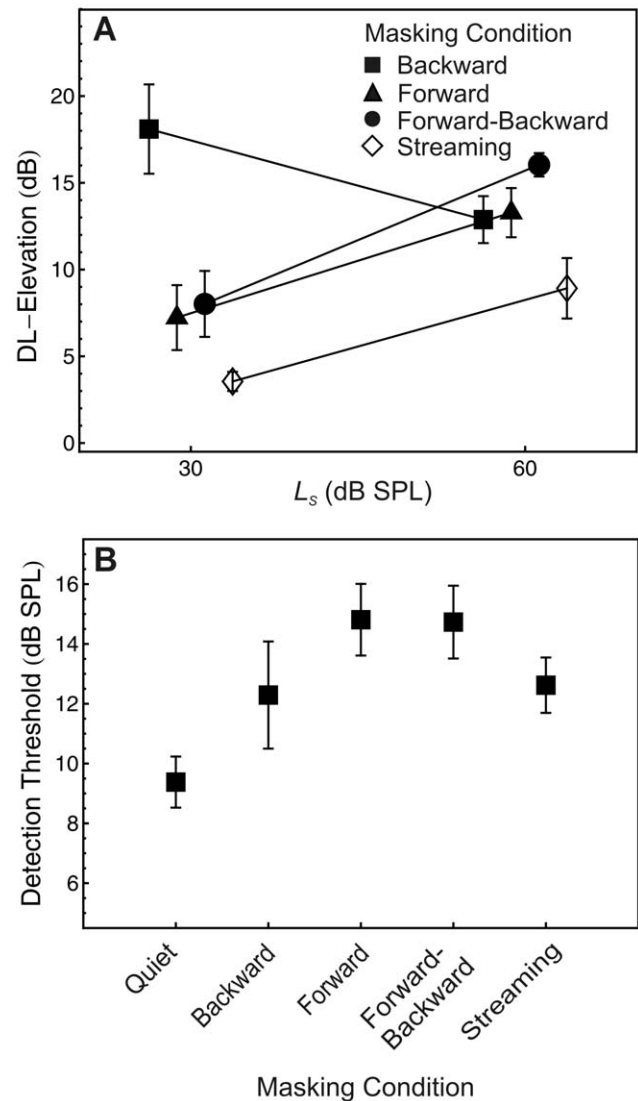 A
Masking Condition
Backward
Forward
Forward-Backward
Streaming
20
15
10
5
0
DL−Elevation (dB)
30
60
Ls (dB SPL)
B
16
14
12
10
8
6
Detection Threshold (dB SPL)
Quiet
Backward
Forward
Forward-
Backward
Streaming
Masking Condition